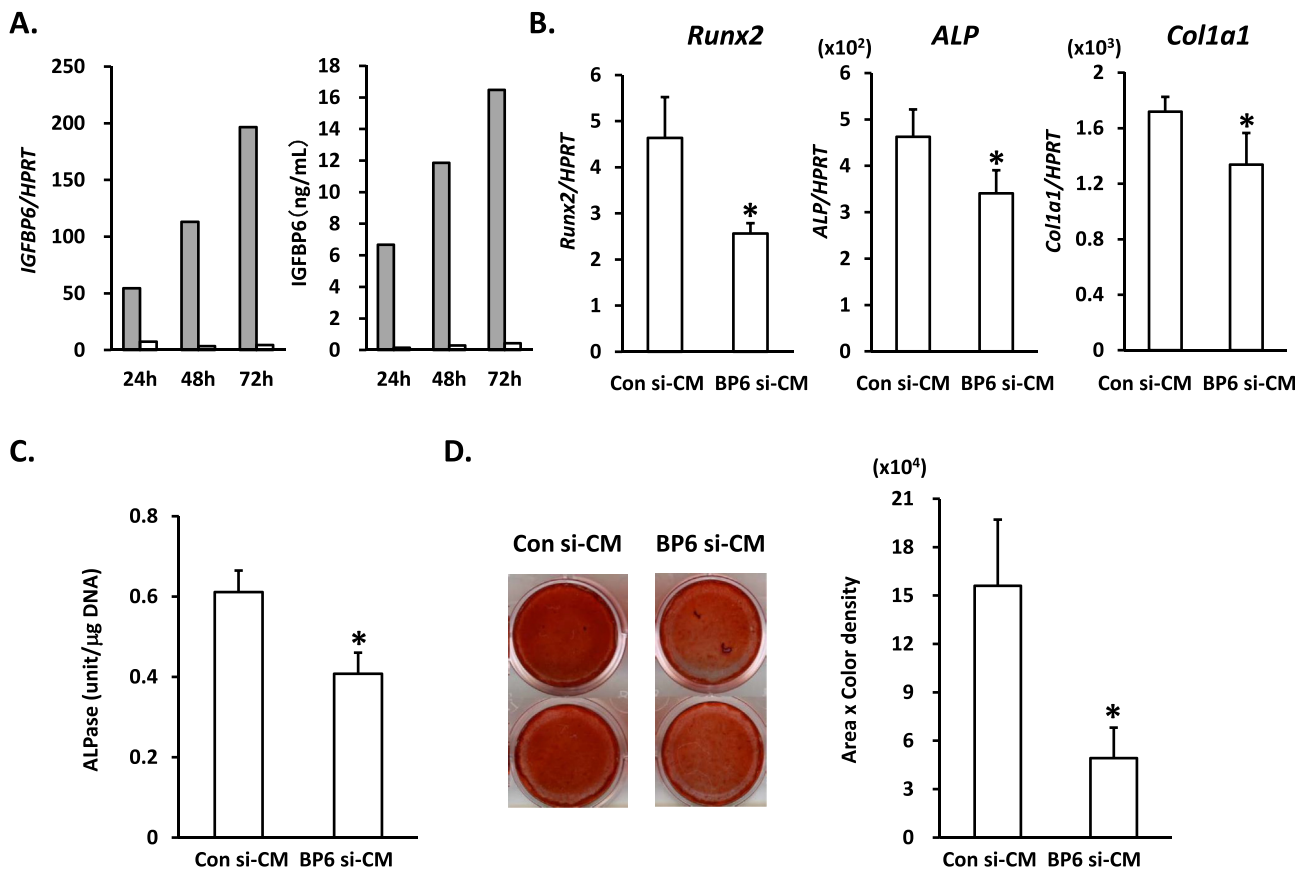 A.
IGFBP6/HPRT
250
200
150
100
50
0
24h 48h 72h
IGFBP6(ng/mL)
18
16
14
12
10
8
6
4
2
0
24h 48h 72h
B.
Runx2
Runx2/HPRT
6
5
4
3
2
1
0
Con si-CM BP6 si-CM
*
ALP
(x10²)
ALP/HPRT
6
5
4
3
2
1
0
Con si-CM BP6 si-CM
*
Col1a1
(x10³)
Col1a1/HPRT
2
1.6
1.2
0.8
0.4
0
Con si-CM BP6 si-CM
*
C.
ALPase (unit/μg DNA)
0.8
0.6
0.4
0.2
0
Con si-CM BP6 si-CM
*
D.
Con si-CM BP6 si-CM
(x10⁴)
Area x Color density
21
18
15
12
9
6
3
0
Con si-CM BP6 si-CM
*